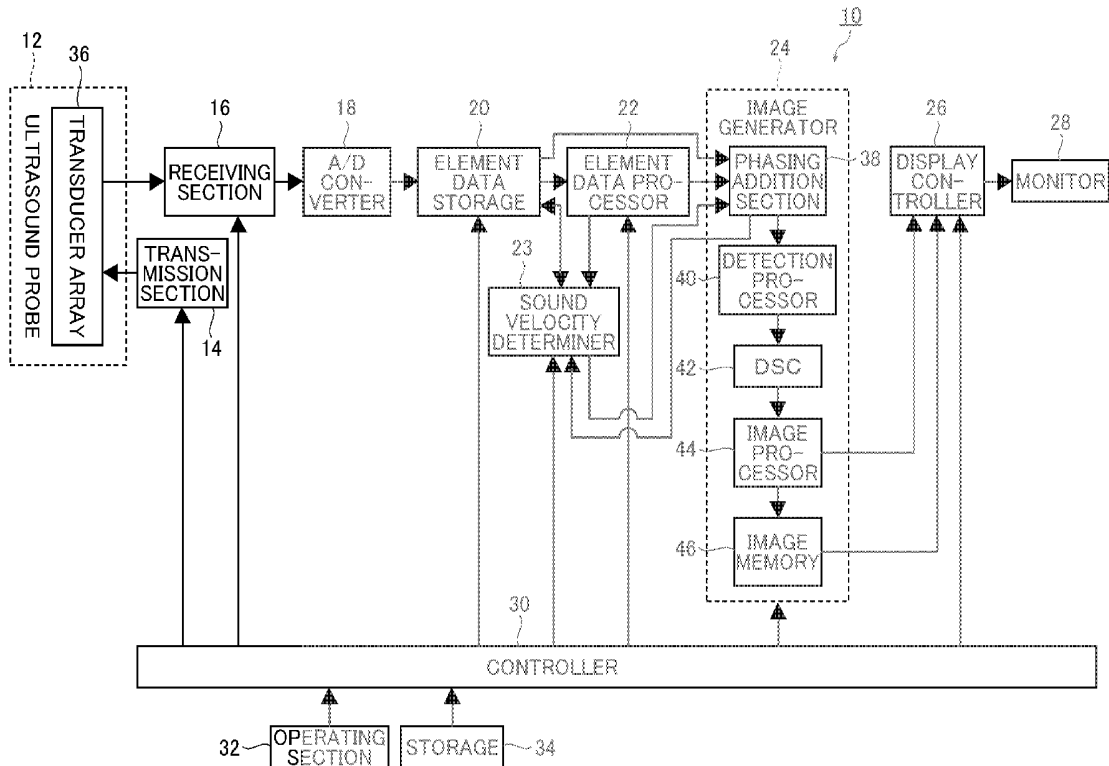 10
12
36
16
18
20
22
24
26
28
ULTRASOUND PROBE
TRANSDUCER ARRAY
RECEIVING
SECTION
A/D
CON-
VERTER
ELEMENT
DATA
STORAGE
ELEMENT
DATA PRO-
CESSOR
IMAGE
GENERATOR
PHASING
ADDITION
SECTION
38
DISPLAY
CON-
TROLLER
MONITOR
TRANS-
MISSION
SECTION
14
23
SOUND
VELOCITY
DETERMINER
40
DETECTION
PRO-
CESSOR
42
DSC
44
IMAGE
PRO-
CESSOR
46
IMAGE
MEMORY
30
CONTROLLER
32
OPERATING
SECTION
STORAGE
34